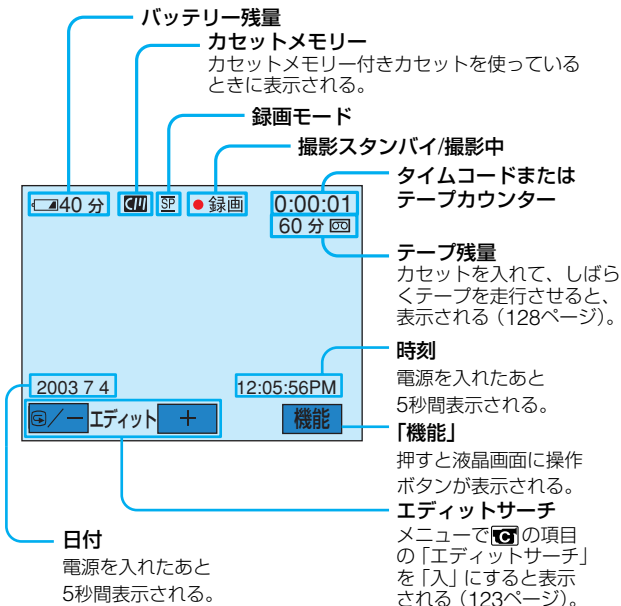 バッテリー残量
カセットメモリー
カセットメモリー付きカセットを使っている
ときに表示される。
録画モード
撮影スタンバイ/撮影中
タイムコードまたは
テープカウンター
40 分 SP ●録画 0:00:01
60 分
テープ残量
カセットを入れて、しばら
くテープを走行させると、
表示される（128ページ）。
時刻
電源を入れたあと
5秒間表示される。
2003 7 4 12:05:56PM
／− エディット ＋ 機能
「機能」
押すと液晶画面に操作
ボタンが表示される。
エディットサーチ
メニューでの項目
の「エディットサーチ」
を「入」にすると表示
される（123ページ）。
日付
電源を入れたあと
5秒間表示される。